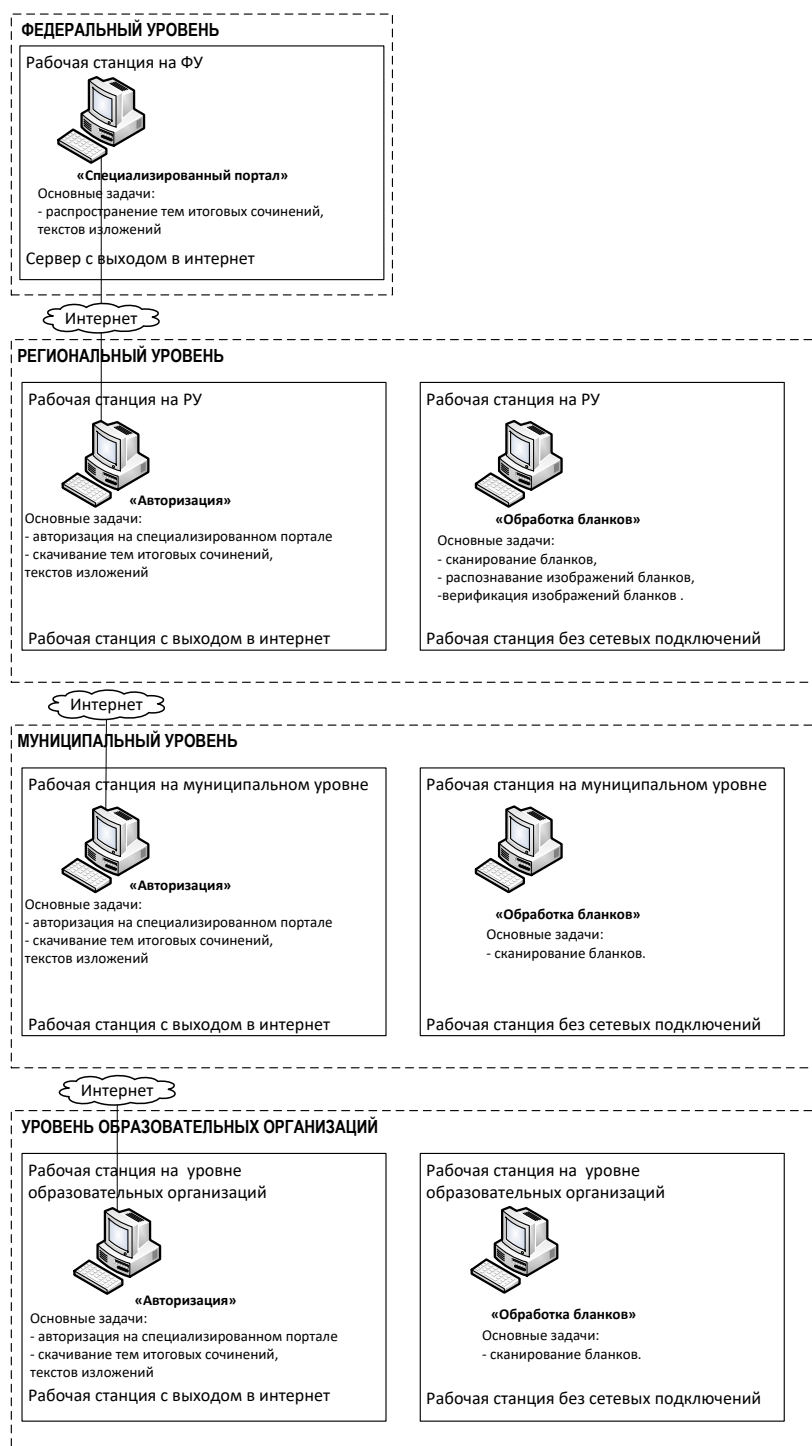 ФЕДЕРАЛЬНЫЙ УРОВЕНЬ
Рабочая станция на ФУ
«Специализированный портал»
Основные задачи:
- распространение тем итоговых сочинений,
текстов изложений
Сервер с выходом в интернет
Интернет
РЕГИОНАЛЬНЫЙ УРОВЕНЬ
Рабочая станция на РУ
«Авторизация»
Основные задачи:
- авторизация на специализированном портале
- скачивание тем итоговых сочинений,
текстов изложений
Рабочая станция с выходом в интернет
Рабочая станция на РУ
«Обработка бланков»
Основные задачи:
- сканирование бланков,
- распознавание изображений бланков,
-верификация изображений бланков .
Рабочая станция без сетевых подключений
Интернет
МУНИЦИПАЛЬНЫЙ УРОВЕНЬ
Рабочая станция на муниципальном уровне
«Авторизация»
Основные задачи:
- авторизация на специализированном портале
- скачивание тем итоговых сочинений,
текстов изложений
Рабочая станция с выходом в интернет
Рабочая станция на муниципальном уровне
«Обработка бланков»
Основные задачи:
- сканирование бланков.
Рабочая станция без сетевых подключений
Интернет
УРОВЕНЬ ОБРАЗОВАТЕЛЬНЫХ ОРГАНИЗАЦИЙ
Рабочая станция на уровне
образовательных организаций
«Авторизация»
Основные задачи:
- авторизация на специализированном портале
- скачивание тем итоговых сочинений,
текстов изложений
Рабочая станция с выходом в интернет
Рабочая станция на уровне
образовательных организаций
«Обработка бланков»
Основные задачи:
- сканирование бланков.
Рабочая станция без сетевых подключений